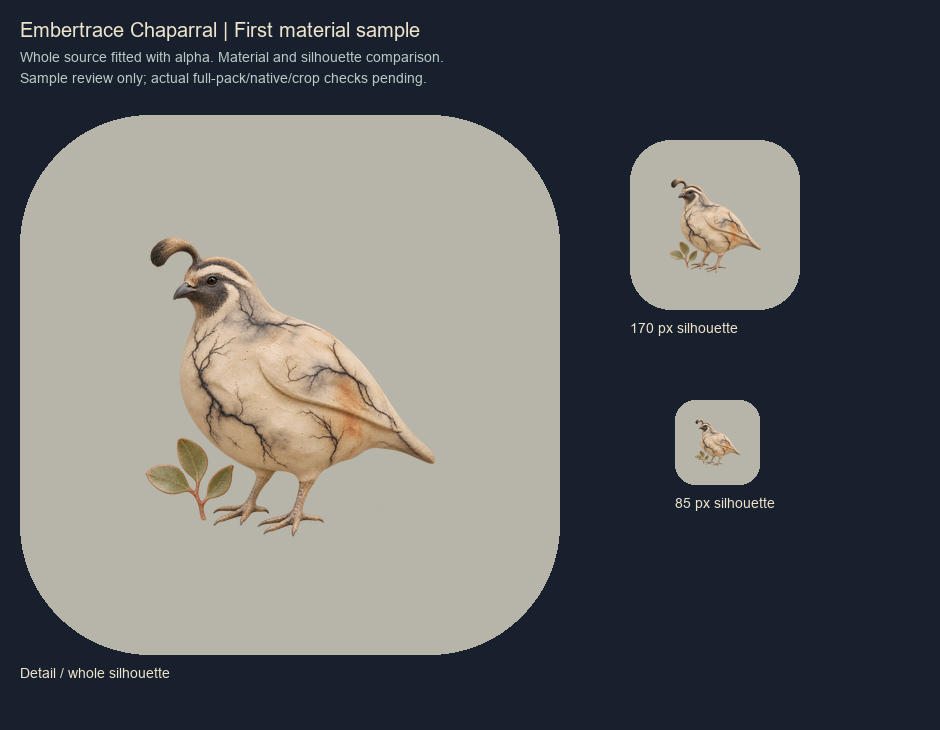 Embertrace Chaparral | First material sample
Whole source fitted with alpha. Material and silhouette comparison.
Sample review only; actual full-pack/native/crop checks pending.
170 px silhouette
85 px silhouette
Detail / whole silhouette